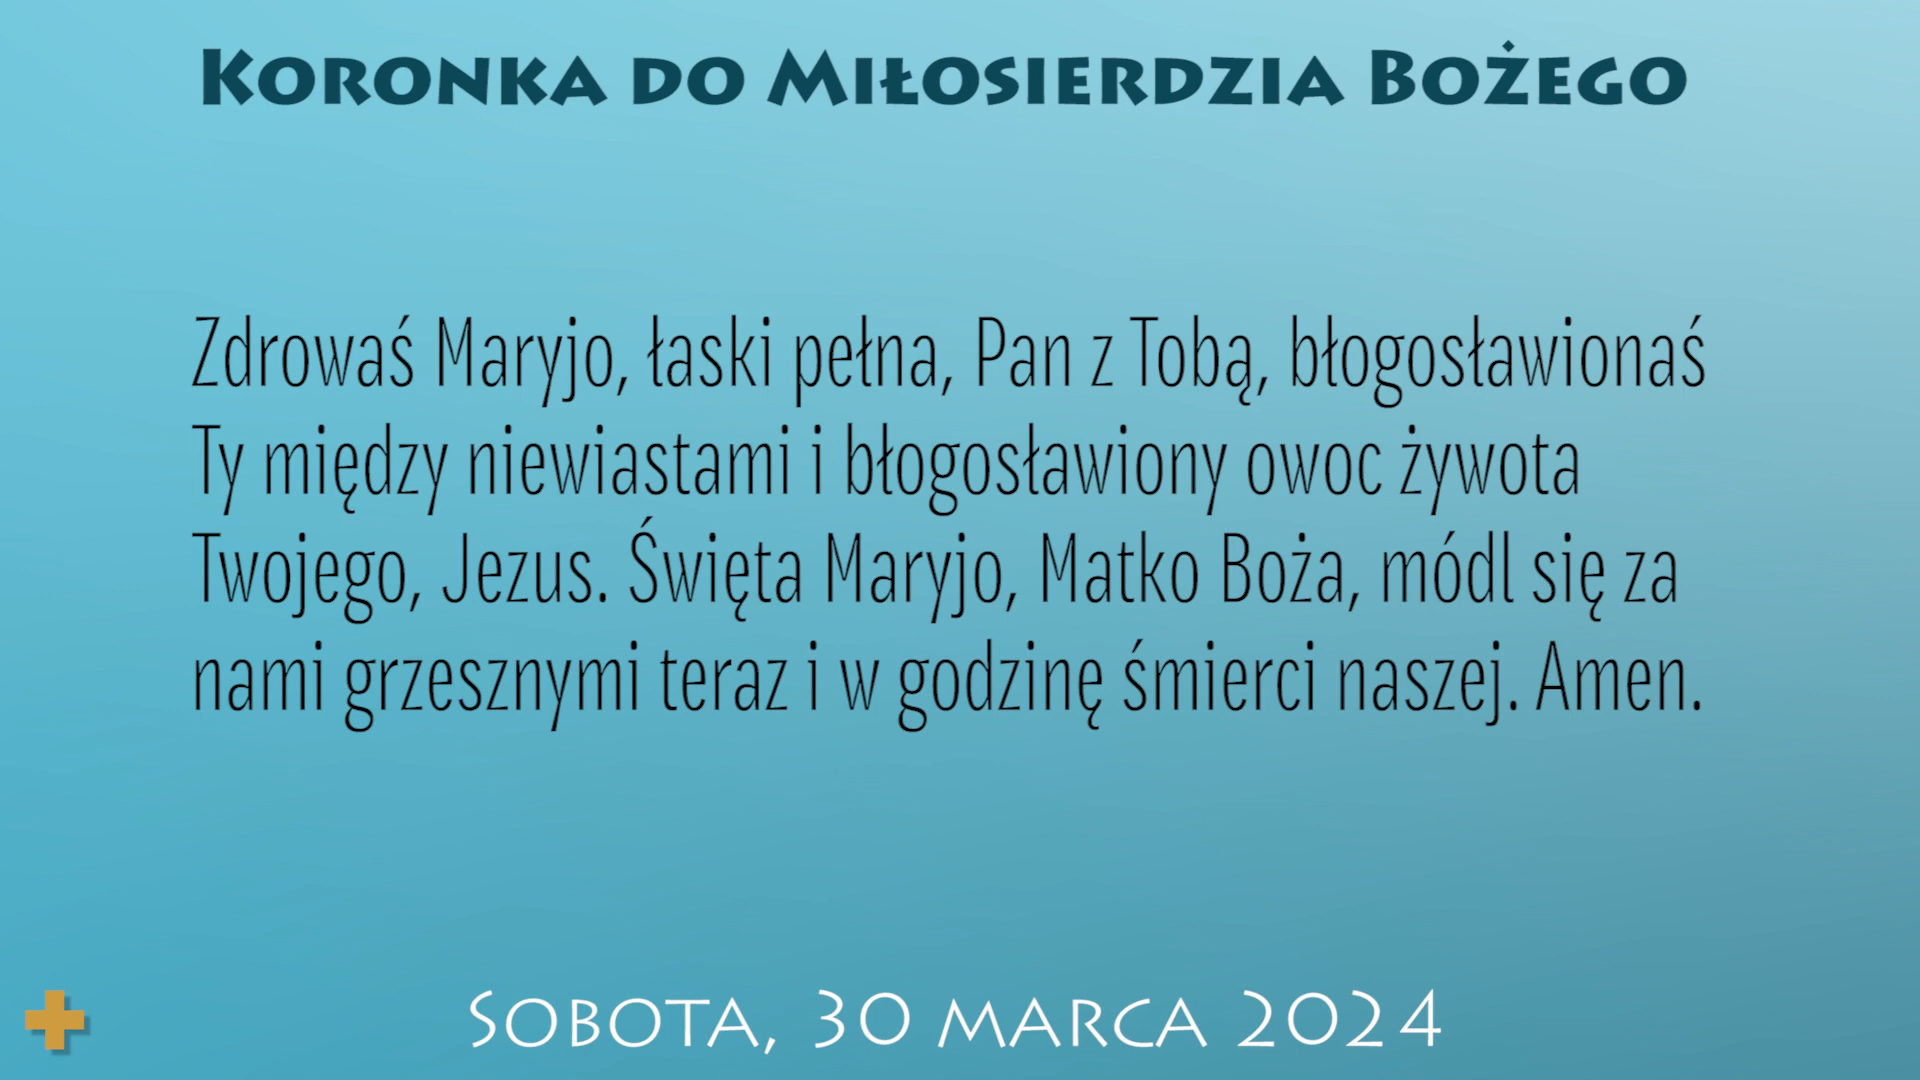 Koronka do Miłosierdzia Bożego
Zdrowaś Maryjo, łaski pełna, Pan z Tobą, błogosławionaś
Ty między niewiastami i błogosławiony owoc żywota
Twojego, Jezus. Święta Maryjo, Matko Boża, módl się za
nami grzesznymi teraz i w godzinę śmierci naszej. Amen.
Sobota, 30 marca 2024